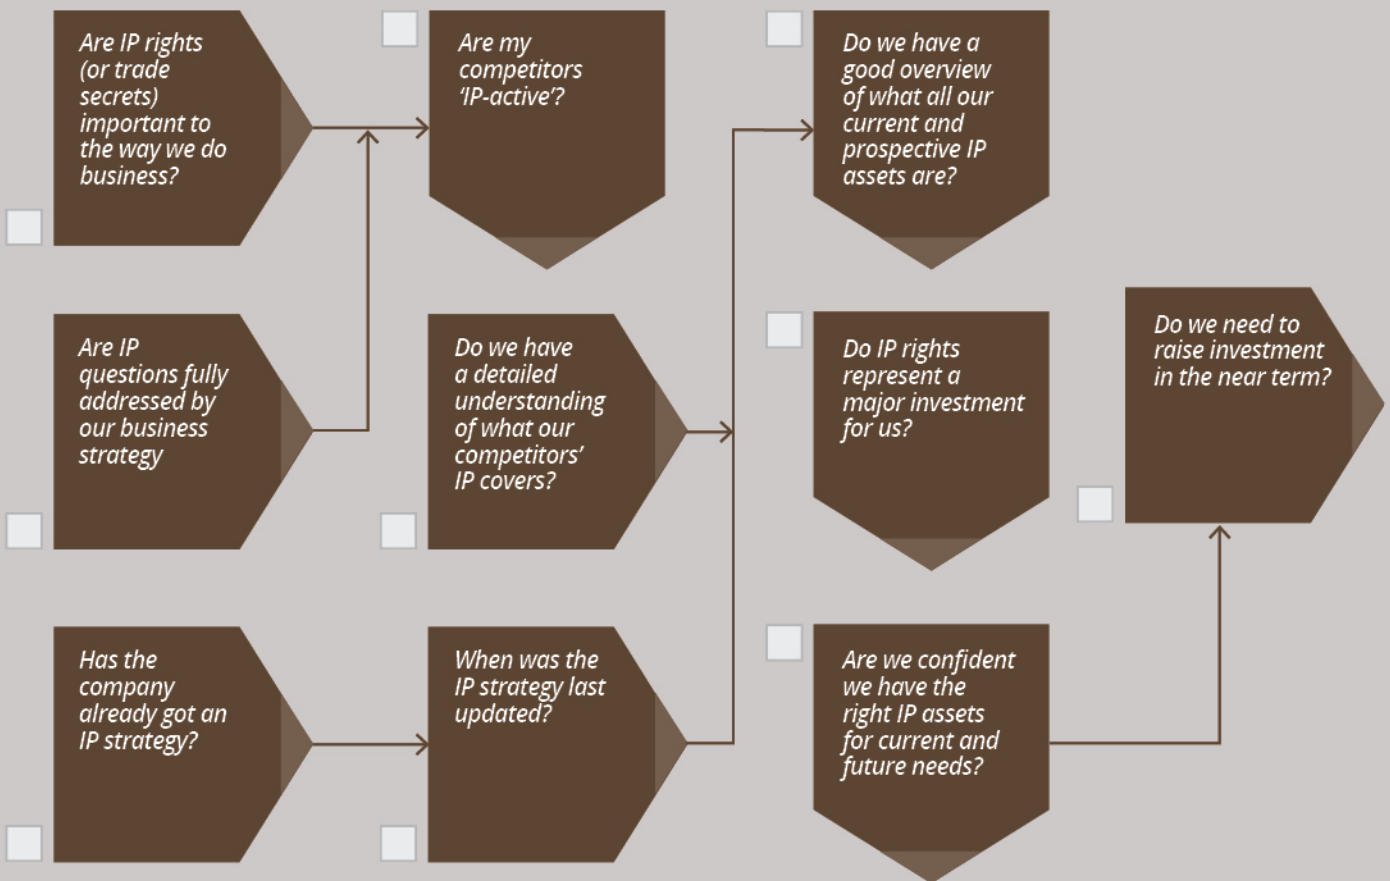 Are IP rights
(or trade
secrets)
important to
the way we do
business?
Are my
competitors
‘IP-active’?
Do we have a
good overview
of what all our
current and
prospective IP
assets are?
Are IP
questions fully
addressed by
our business
strategy
Do we have
a detailed
understanding
of what our
competitors’
IP covers?
Do IP rights
represent a
major investment
for us?
Do we need to
raise investment
in the near term?
Has the
company
already got an
IP strategy?
When was the
IP strategy last
updated?
Are we confident
we have the
right IP assets
for current and
future needs?